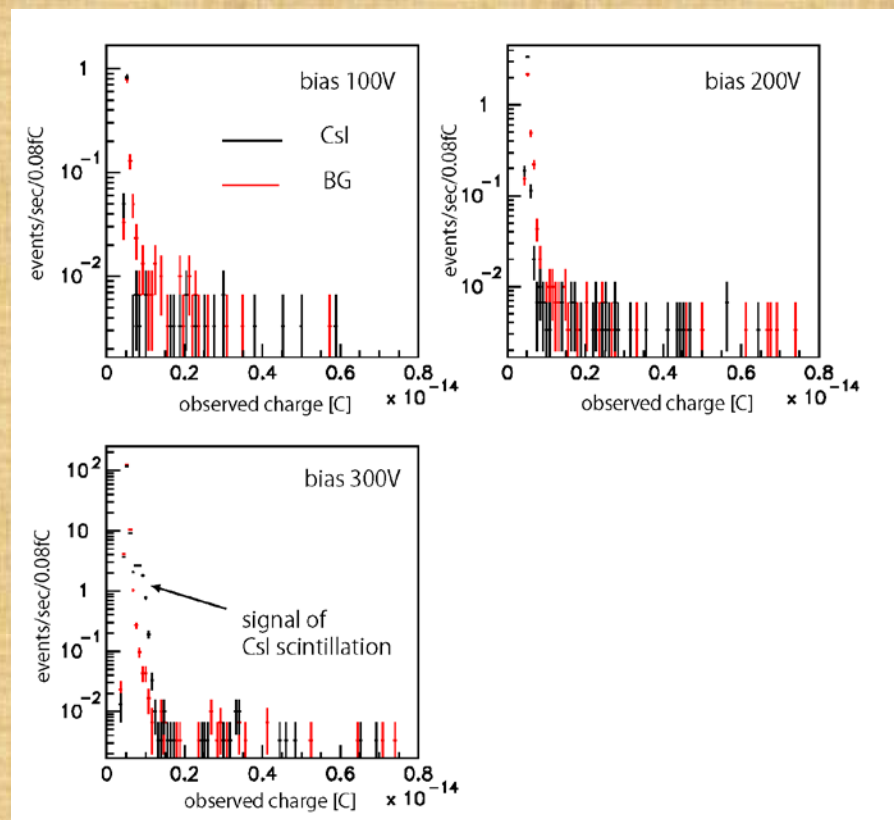 bias 100V
CsI
BG
events/sec/0.08fC
1
10⁻¹
10⁻²
0 0.2 0.4 0.6 0.8
observed charge [C] × 10⁻¹⁴
bias 200V
events/sec/0.08fC
1
10⁻¹
10⁻²
0 0.2 0.4 0.6 0.8
observed charge [C] × 10⁻¹⁴
bias 300V
signal of
CsI scintillation
events/sec/0.08fC
10²
10
1
10⁻¹
10⁻²
0 0.2 0.4 0.6 0.8
observed charge [C] × 10⁻¹⁴